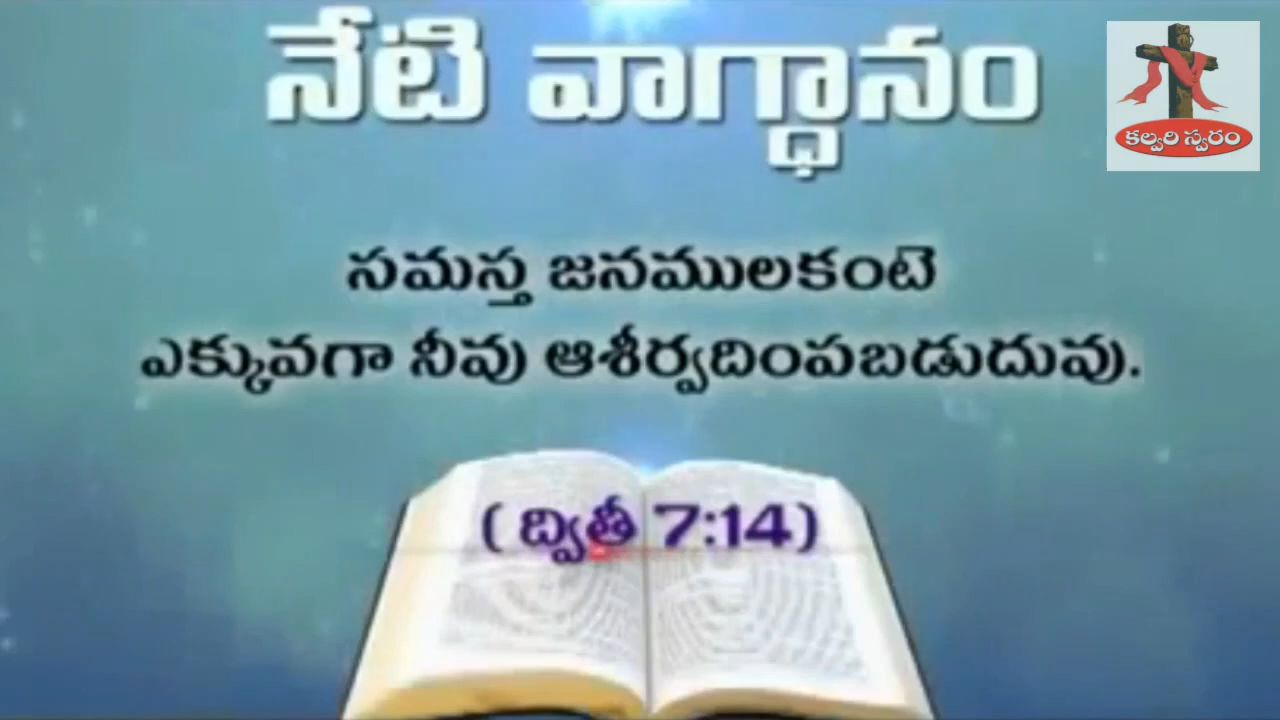 నేటి వాగ్ధానం
కల్వరి స్వరం
సమస్త జనములకంటె
ఎక్కువగా నీవు ఆశీర్వదింపబడుదువు.
( ద్వితీ 7:14)